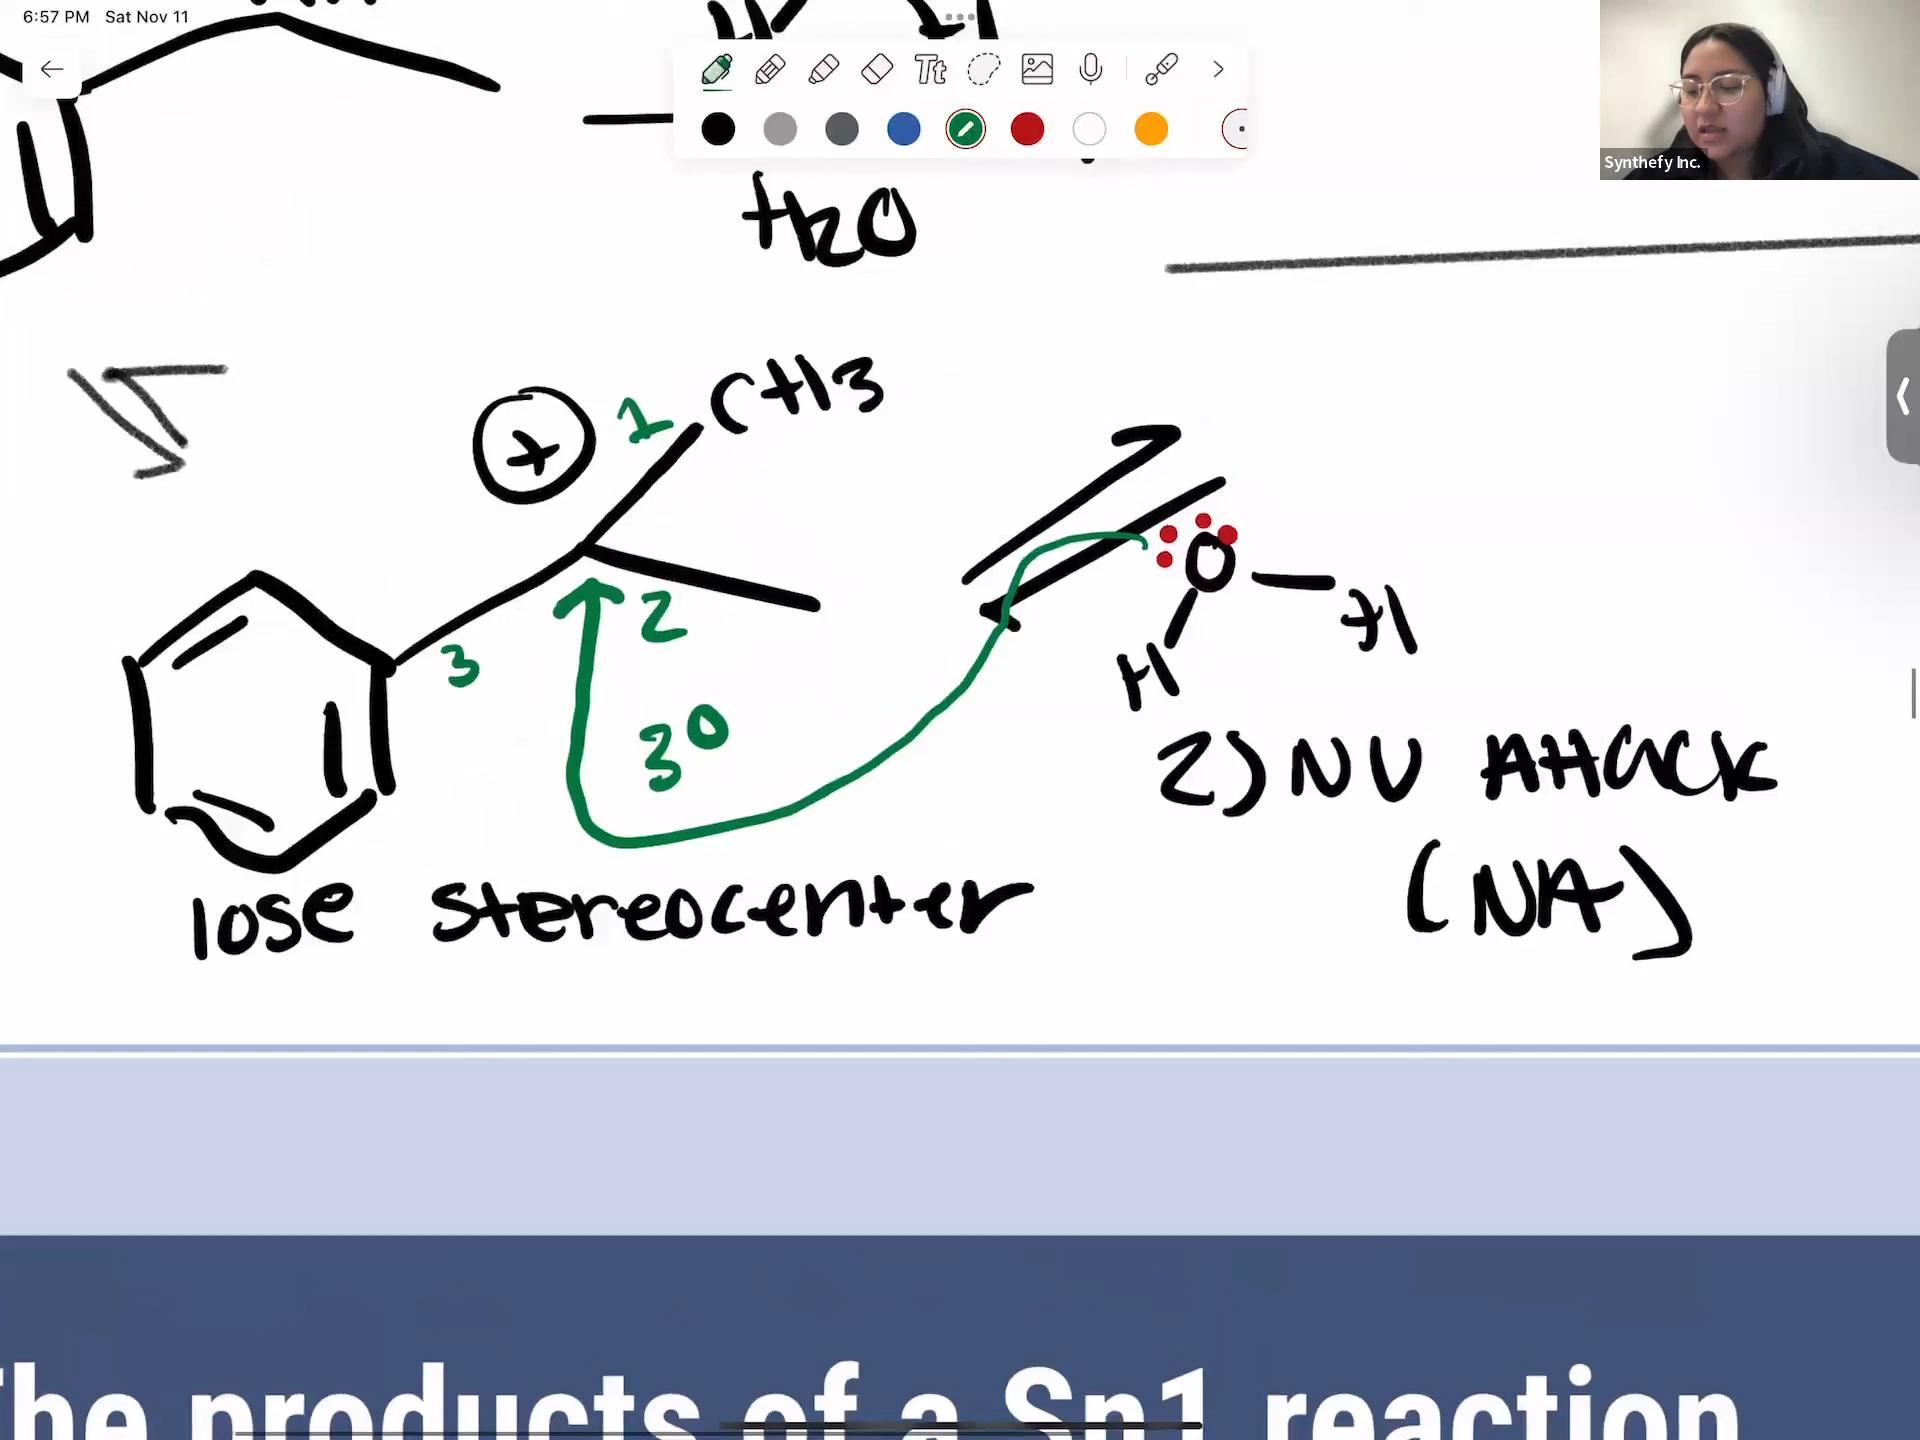 6:57 PM Sat Nov 11
Tt
Synthefy Inc.
H2O
+
1
CH3
2
3
3°
O
H
H
2) NU Attack
(NA)
lose stereocenter
The products of a Sn1 reaction